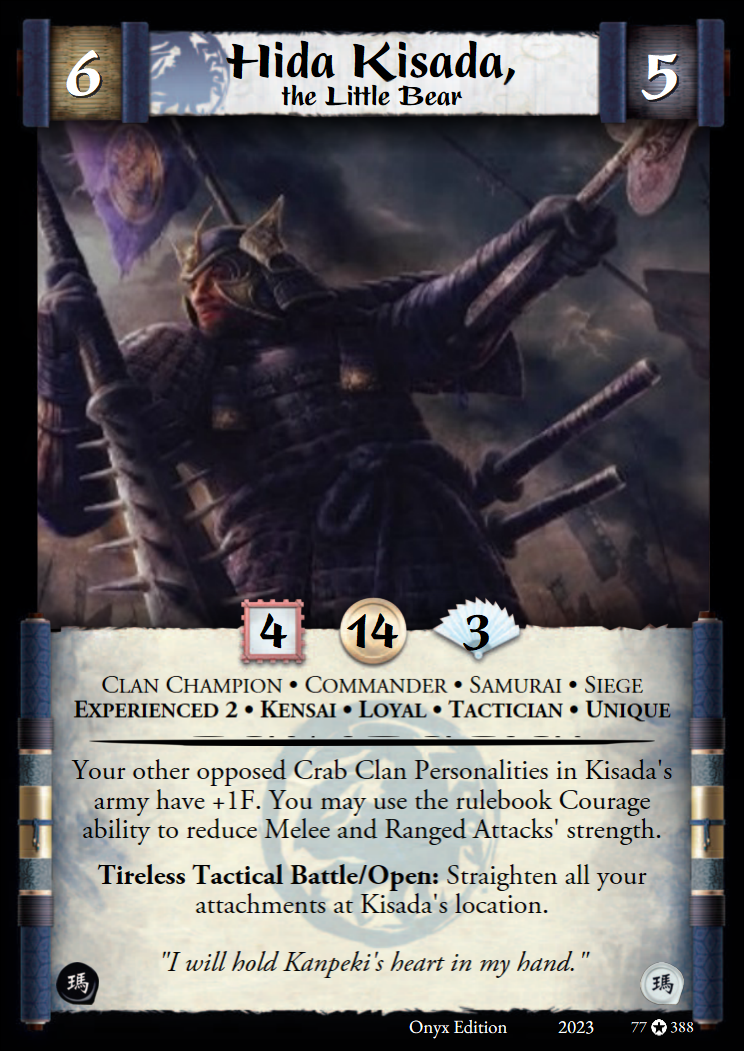 6
Hida Kisada,
5
the Little Bear
4
14
3
CLAN CHAMPION • COMMANDER • SAMURAI • SIEGE
EXPERIENCED 2 • KENSAI • LOYAL • TACTICIAN • UNIQUE
Your other opposed Crab Clan Personalities in Kisada's
army have +1F. You may use the rulebook Courage
ability to reduce Melee and Ranged Attacks' strength.
Tireless Tactical Battle/Open: Straighten all your
attachments at Kisada's location.
"I will hold Kanpeki's heart in my hand."
瑪
瑪
Onyx Edition 2023 77 ✪ 388